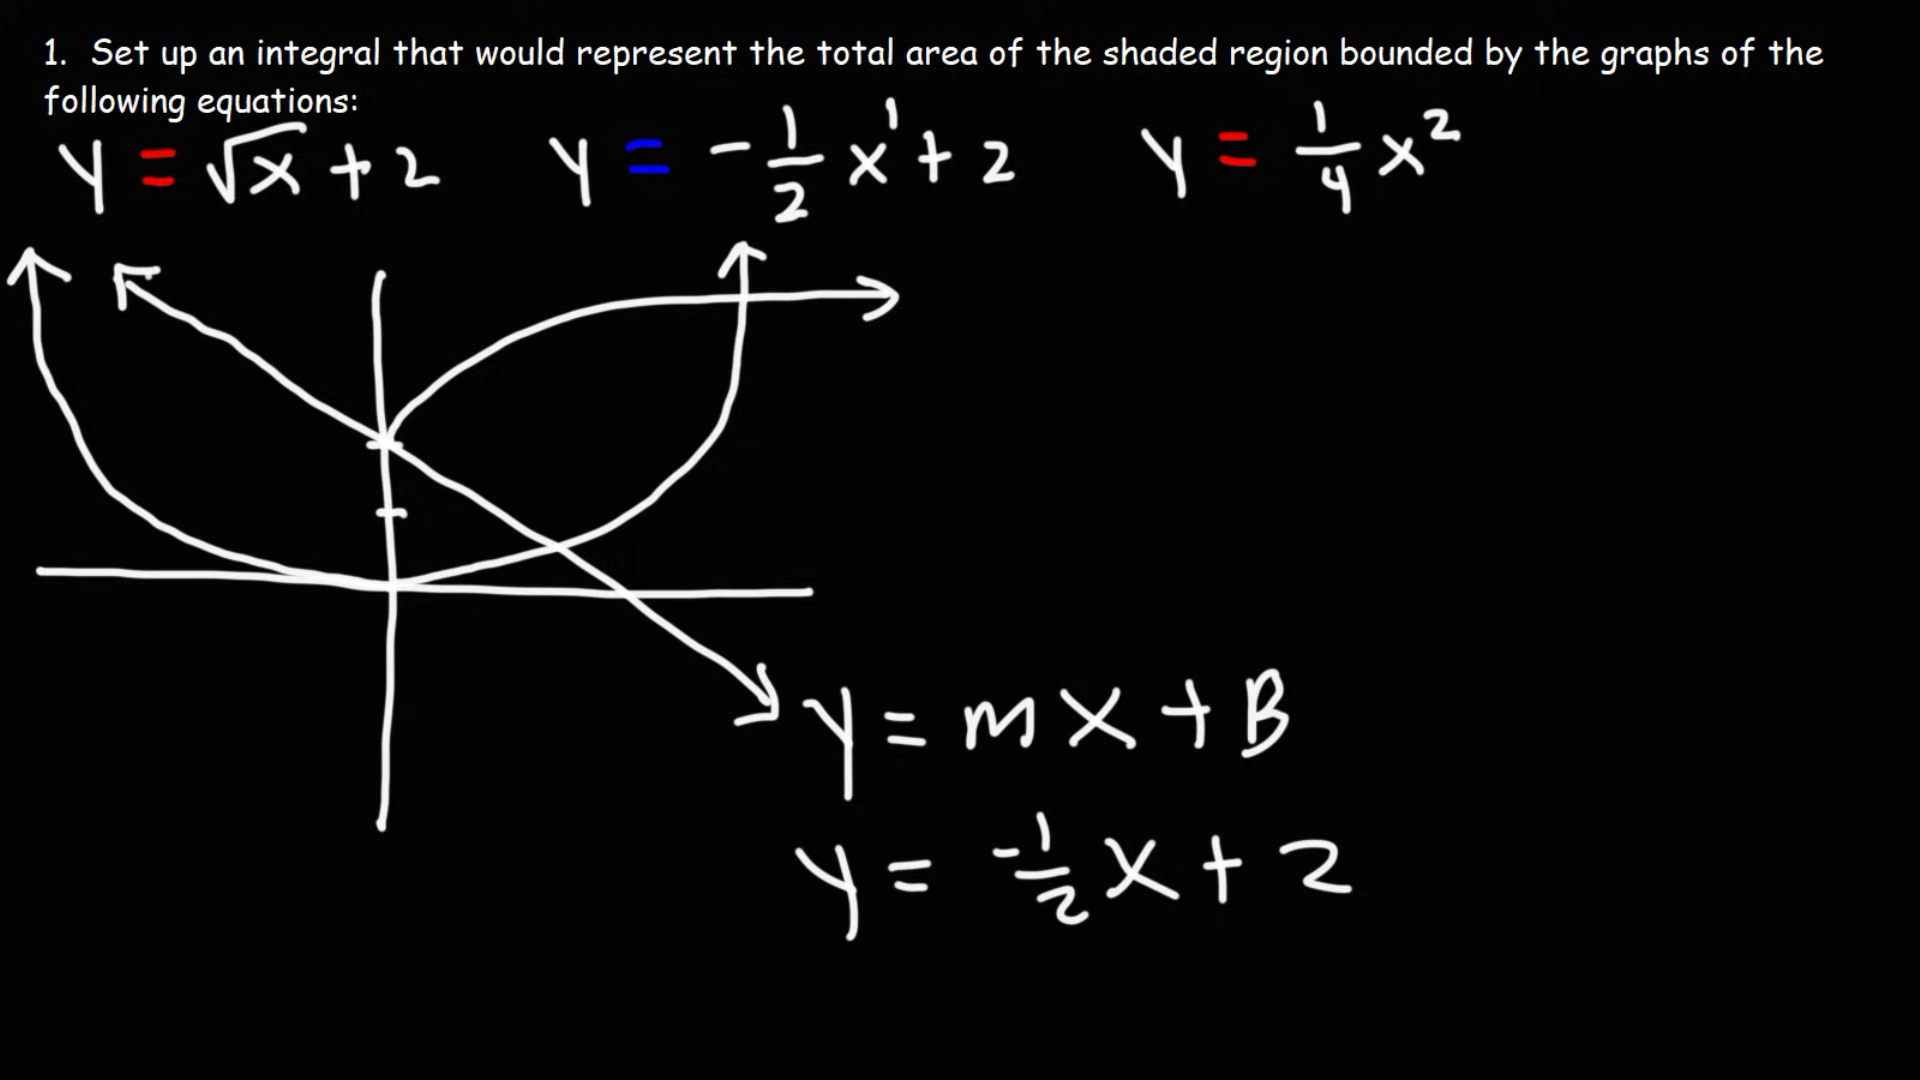 1. Set up an integral that would represent the total area of the shaded region bounded by the graphs of the
following equations:
y = √x + 2 y = -1/2 x¹ + 2 y = 1/4 x²
y = mx + B
y = -1/2 x + 2